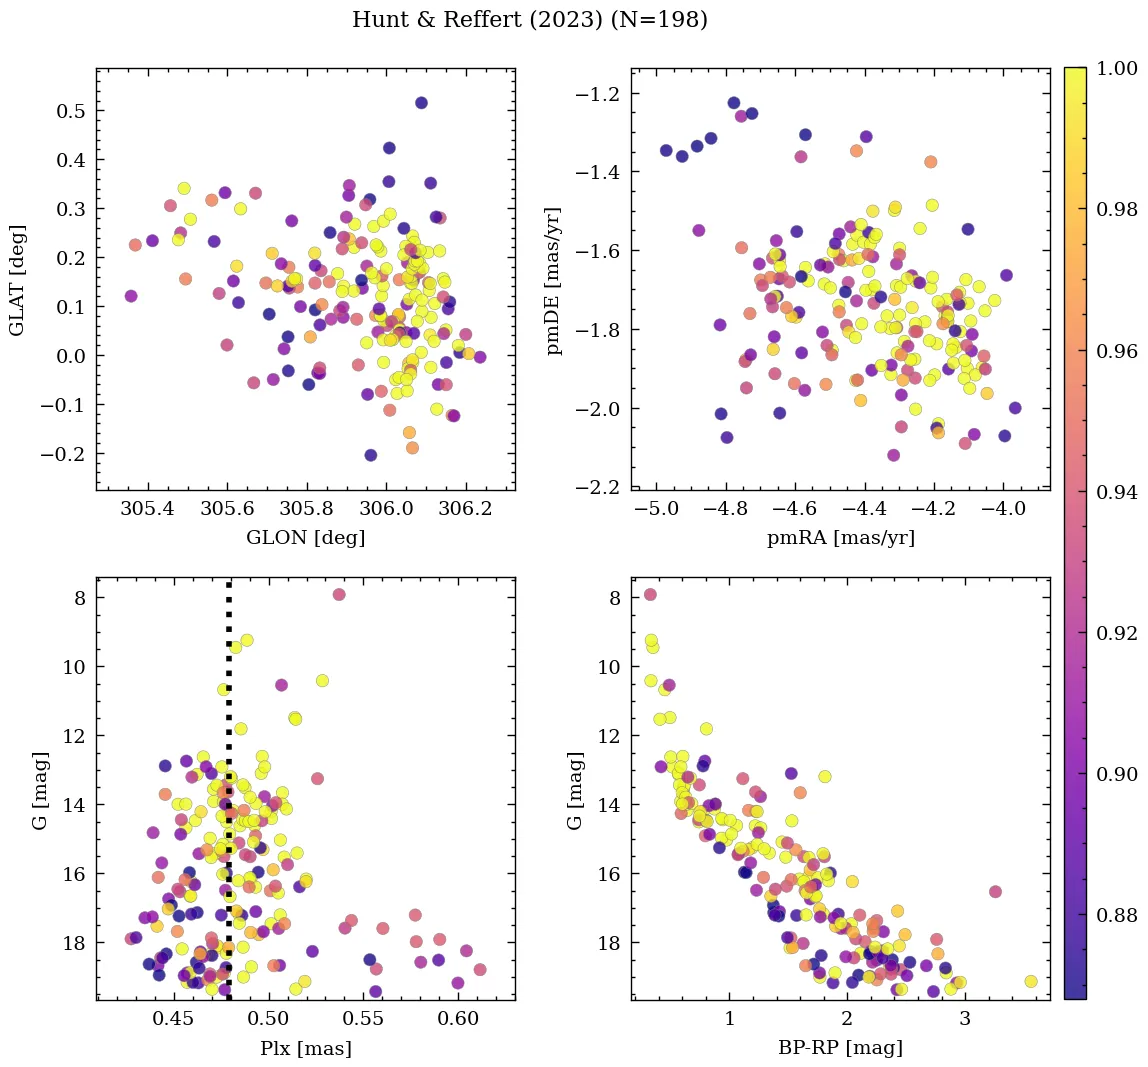 Hunt & Reffert (2023) (N=198)
0.5
0.4
0.3
0.2
0.1
0.0
−0.1
−0.2
GLAT [deg]
305.4 305.6 305.8 306.0 306.2
GLON [deg]
−1.2
−1.4
−1.6
−1.8
−2.0
−2.2
pmDE [mas/yr]
−5.0 −4.8 −4.6 −4.4 −4.2 −4.0
pmRA [mas/yr]
8
10
12
14
16
18
G [mag]
0.45 0.50 0.55 0.60
Plx [mas]
8
10
12
14
16
18
G [mag]
1 2 3
BP-RP [mag]
1.00
0.98
0.96
0.94
0.92
0.90
0.88